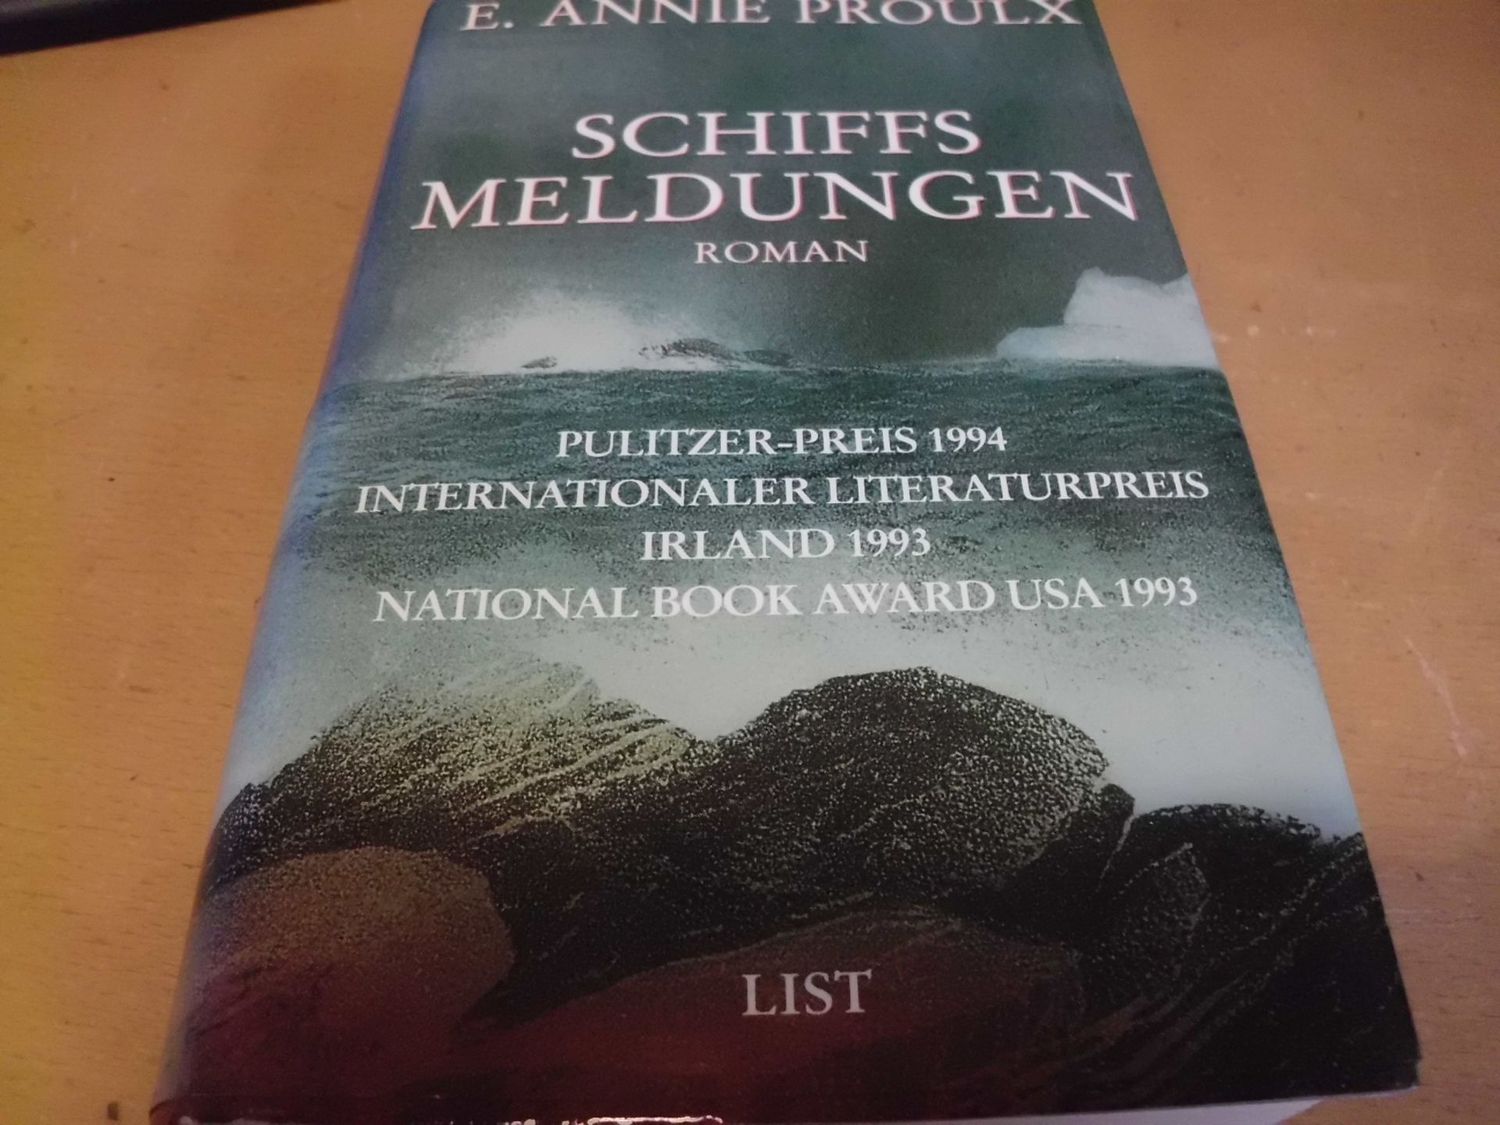 E. ANNIE PROULX
SCHIFFS
MELDUNGEN
ROMAN
PULITZER-PREIS 1994
INTERNATIONALER LITERATURPREIS
IRLAND 1993
NATIONAL BOOK AWARD USA 1993
LIST